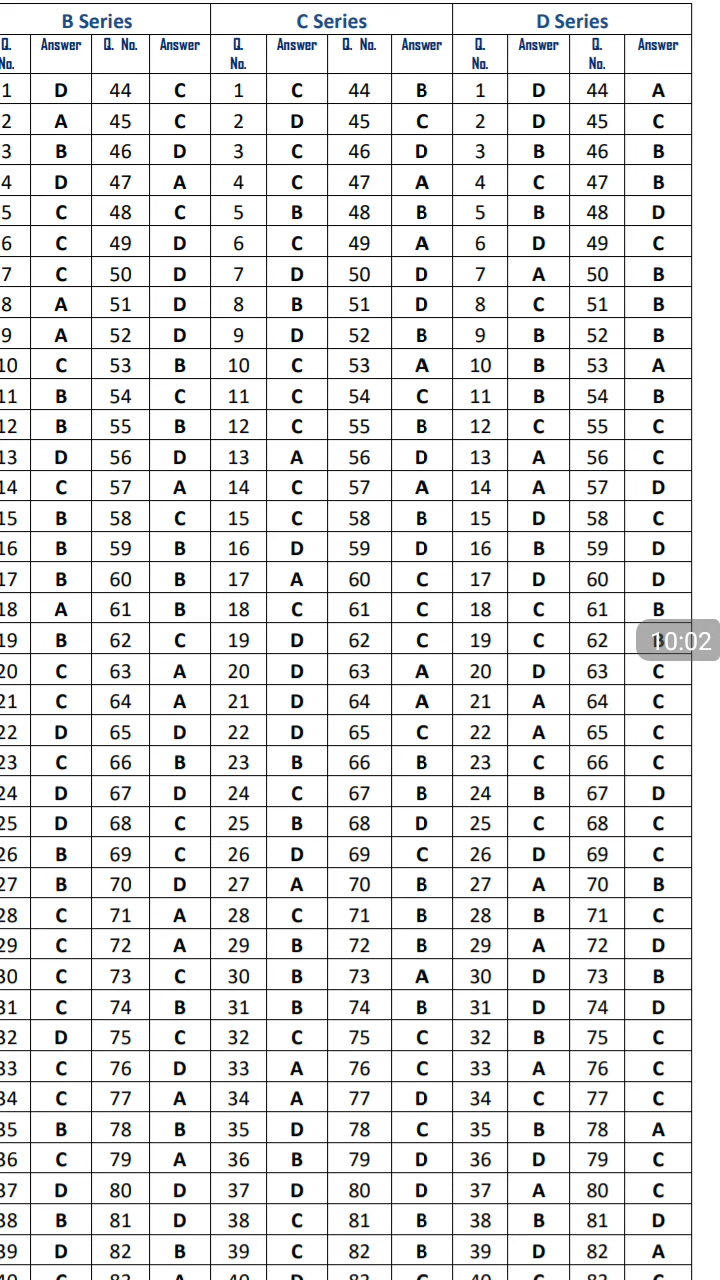 B Series C Series D Series
Q. No. Answer Q. No. Answer Q. No. Answer Q. No. Answer Q. No. Answer Q. No. Answer
1 D 44 C 1 C 44 B 1 D 44 A
2 A 45 C 2 D 45 C 2 D 45 C
3 B 46 D 3 C 46 D 3 B 46 B
4 D 47 A 4 C 47 A 4 C 47 B
5 C 48 C 5 B 48 B 5 B 48 D
6 C 49 D 6 C 49 A 6 D 49 C
7 C 50 D 7 D 50 D 7 A 50 B
8 A 51 D 8 B 51 D 8 C 51 B
9 A 52 D 9 D 52 B 9 B 52 B
10 C 53 B 10 C 53 A 10 B 53 A
11 B 54 C 11 C 54 C 11 B 54 B
12 B 55 B 12 C 55 B 12 C 55 C
13 D 56 D 13 A 56 D 13 A 56 C
14 C 57 A 14 C 57 A 14 A 57 D
15 B 58 C 15 C 58 B 15 D 58 C
16 B 59 B 16 D 59 D 16 B 59 D
17 B 60 B 17 A 60 C 17 D 60 D
18 A 61 B 18 C 61 C 18 C 61 B
19 B 62 C 19 D 62 C 19 C 62 10:02
20 C 63 A 20 D 63 A 20 D 63 C
21 C 64 A 21 D 64 A 21 A 64 C
22 D 65 D 22 D 65 C 22 A 65 C
23 C 66 B 23 B 66 B 23 C 66 C
24 D 67 D 24 C 67 B 24 B 67 D
25 D 68 C 25 B 68 D 25 C 68 C
26 B 69 C 26 D 69 C 26 D 69 C
27 B 70 D 27 A 70 B 27 A 70 B
28 C 71 A 28 C 71 B 28 B 71 C
29 C 72 A 29 B 72 B 29 A 72 D
30 C 73 C 30 B 73 A 30 D 73 B
31 C 74 B 31 B 74 B 31 D 74 D
32 D 75 C 32 C 75 C 32 B 75 C
33 C 76 D 33 A 76 C 33 A 76 C
34 C 77 A 34 A 77 D 34 C 77 C
35 B 78 B 35 D 78 C 35 B 78 A
36 C 79 A 36 B 79 D 36 D 79 C
37 D 80 D 37 D 80 D 37 A 80 C
38 B 81 D 38 C 81 B 38 B 81 D
39 D 82 B 39 C 82 B 39 D 82 A